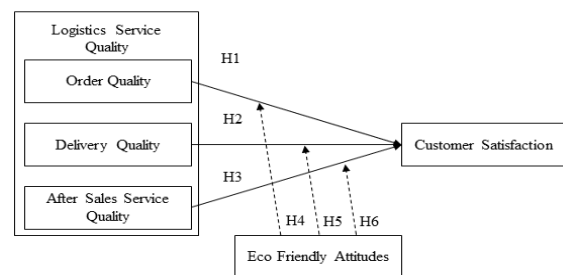 Logistics Service
Quality
H1
Order Quality
H2
Delivery Quality
Customer Satisfaction
H3
After Sales Service
Quality
H4
H5
H6
Eco Friendly Attitudes